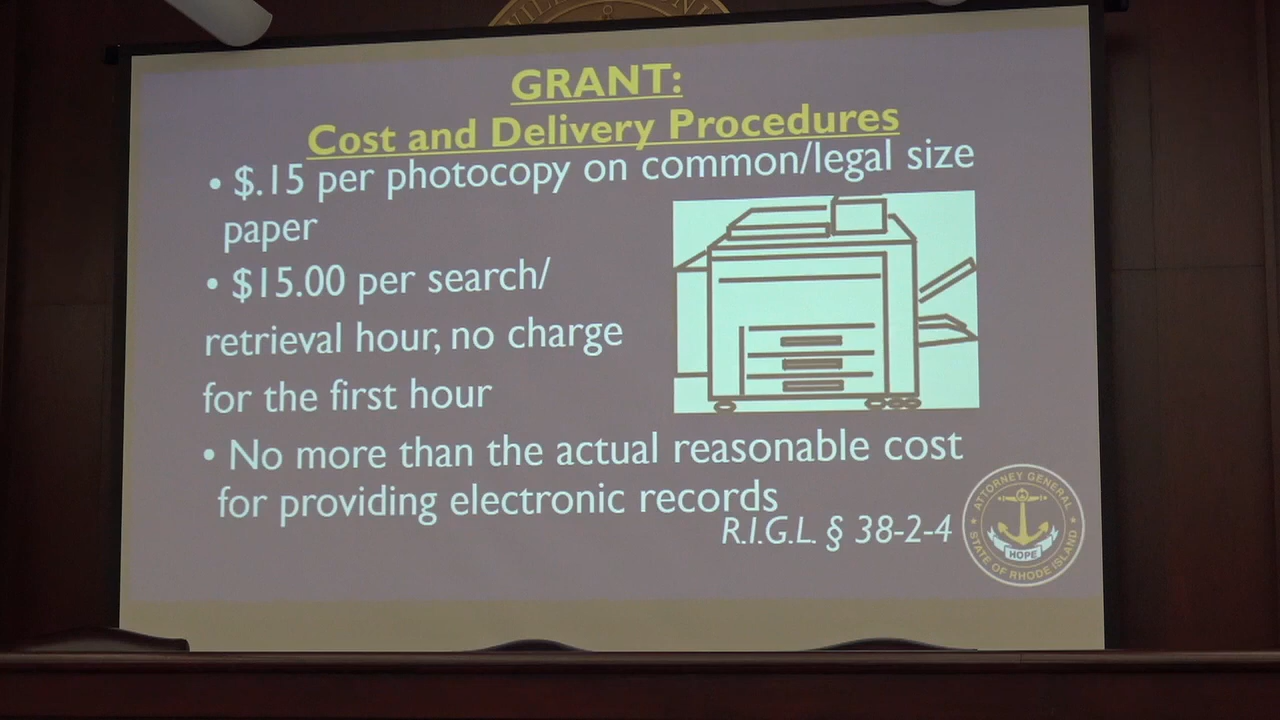 GRANT:
Cost and Delivery Procedures
• $.15 per photocopy on common/legal size
paper
• $15.00 per search/
retrieval hour, no charge
for the first hour
• No more than the actual reasonable cost
for providing electronic records
R.I.G.L. § 38-2-4
ATTORNEY GENERAL
HOPE
STATE OF RHODE ISLAND